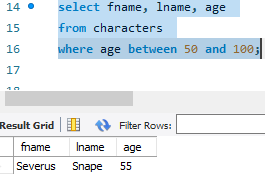 14 select fname, lname, age
15 from characters
16 where age between 50 and 100;
17
18
Result Grid Filter Rows:
fname lname age
Severus Snape 55